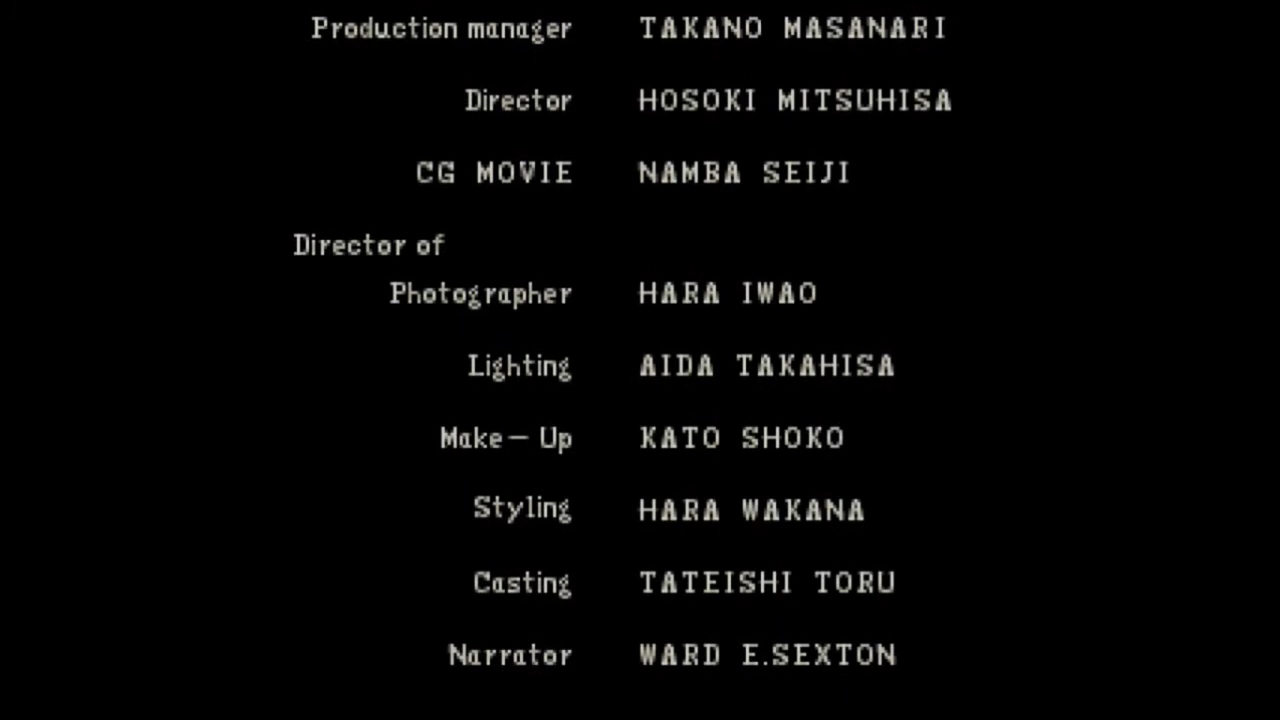 Production manager TAKANO MASANARI
Director HOSOKI MITSUHISA
CG MOVIE NAMBA SEIJI
Director of
Photographer HARA IWAO
Lighting AIDA TAKAHISA
Make— Up KATO SHOKO
Styling HARA WAKANA
Casting TATEISHI TORU
Narrator WARD E.SEXTON